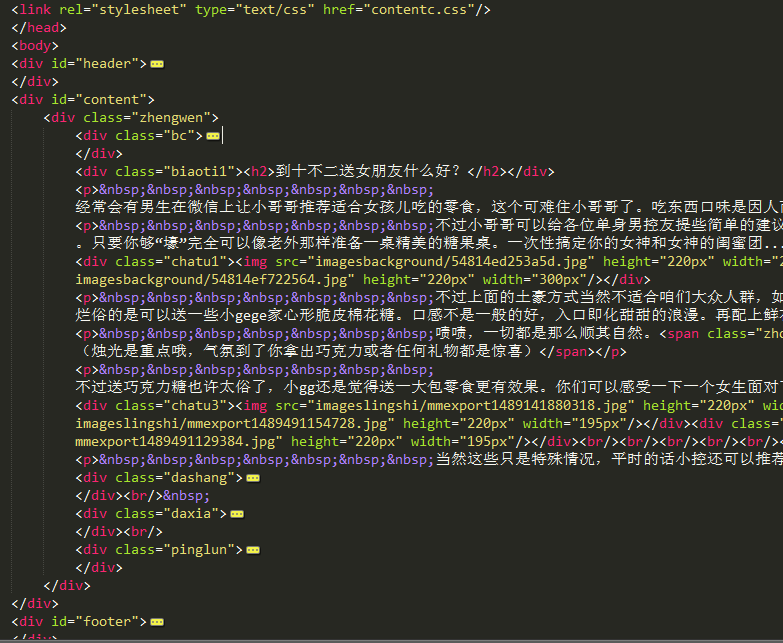 <link rel="stylesheet" type="text/css" href="contentc.css"/>
</head>
<body>
<div id="header">
</div>
<div id="content">
<div class="zhengwen">
<div class="bc">
</div>
<div class="biaoti1"><h2>到十不二送女朋友什么好？</h2></div>
<p>&nbsp;&nbsp;&nbsp;&nbsp;&nbsp;&nbsp;&nbsp;
经常会有男生在微信上让小哥哥推荐适合女孩儿吃的零食，这个可难住小哥哥了。吃东西口味是因人
<p>&nbsp;&nbsp;&nbsp;&nbsp;&nbsp;&nbsp;&nbsp;不过小哥哥可以给各位单身男控友提些简单的建议
。只要你够“壕”完全可以像老外那样准备一桌精美的糖果桌。一次性搞定你的女神和女神的闺蜜团...
<div class="chatu1"><img src="imagesbackground/54814ed253a5d.jpg" height="220px" width="2
imagesbackground/54814ef722564.jpg" height="220px" width="300px"/></div>
<p>&nbsp;&nbsp;&nbsp;&nbsp;&nbsp;&nbsp;&nbsp;不过上面的土豪方式当然不适合咱们大众人群，如
烂俗的是可以送一些小gege家心形脆皮棉花糖。口感不是一般的好，入口即化甜甜的浪漫。再配上鲜
<p>&nbsp;&nbsp;&nbsp;&nbsp;&nbsp;&nbsp;&nbsp;啧啧，一切都是那么顺其自然。<span class="zho
（烛光是重点哦，气氛到了你拿出巧克力或者任何礼物都是惊喜）</span></p>
<p>&nbsp;&nbsp;&nbsp;&nbsp;&nbsp;&nbsp;&nbsp;
不过送巧克力糖也许太俗了，小gg还是觉得送一大包零食更有效果。你们可以感受一下一个女生面对
<div class="chatu3"><img src="imageslingshi/mmexport1489141880318.jpg" height="220px" wid
imageslingshi/mmexport1489491154728.jpg" height="220px" width="195px"/></div><div class="
mmexport1489491129384.jpg" height="220px" width="195px"/></div><br/><br/><br/><br/><br/><
<p>&nbsp;&nbsp;&nbsp;&nbsp;&nbsp;&nbsp;&nbsp;当然这些只是特殊情况，平时的话小控还可以推荐
<div class="dashang">
</div><br/>&nbsp;
<div class="daxia">
</div><br/>
<div class="pinglun">
</div>
</div>
</div>
<div id="footer">
</div>